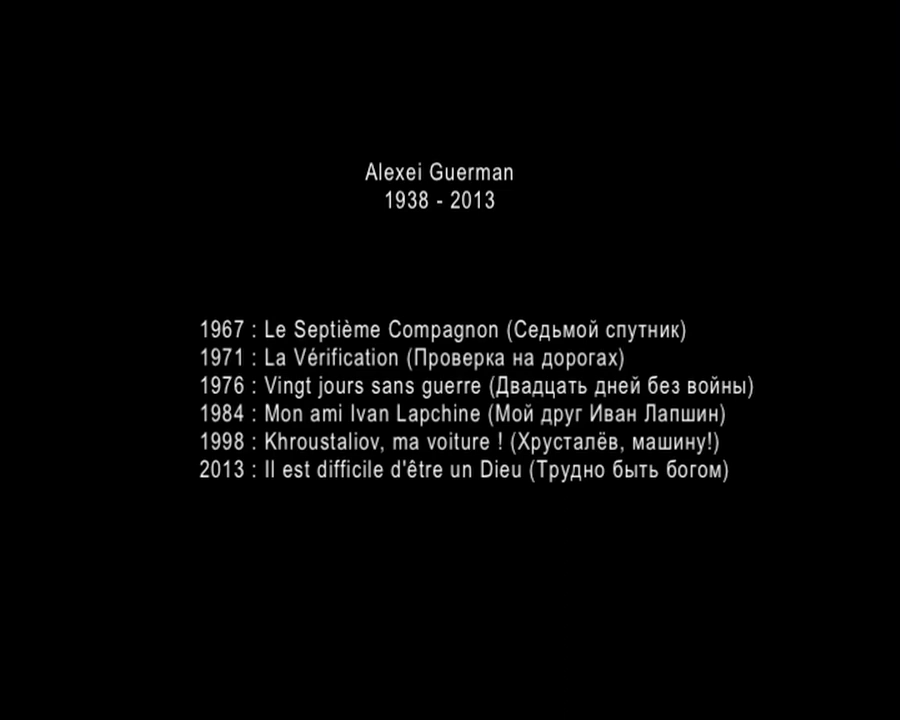 Alexei Guerman
1938 - 2013
1967 : Le Septième Compagnon (Седьмой спутник)
1971 : La Vérification (Проверка на дорогах)
1976 : Vingt jours sans guerre (Двадцать дней без войны)
1984 : Mon ami Ivan Lapchine (Мой друг Иван Лапшин)
1998 : Khroustaliov, ma voiture ! (Хрусталёв, машину!)
2013 : Il est difficile d'être un Dieu (Трудно быть богом)